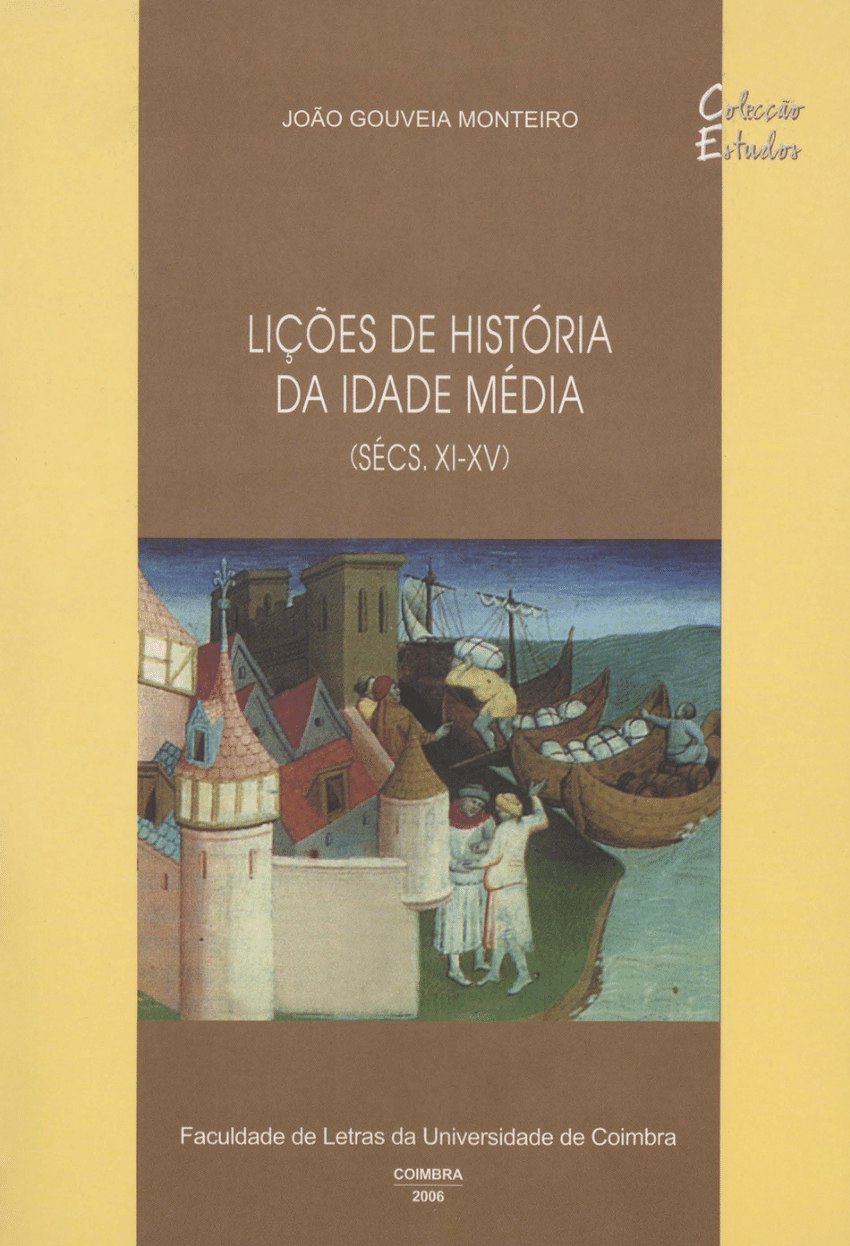 JOÃO GOUVEIA MONTEIRO
Colecção
Estudos
LIÇÕES DE HISTÓRIA
DA IDADE MÉDIA
(SÉCS. XI-XV)
Faculdade de Letras da Universidade de Coimbra
COIMBRA
2006